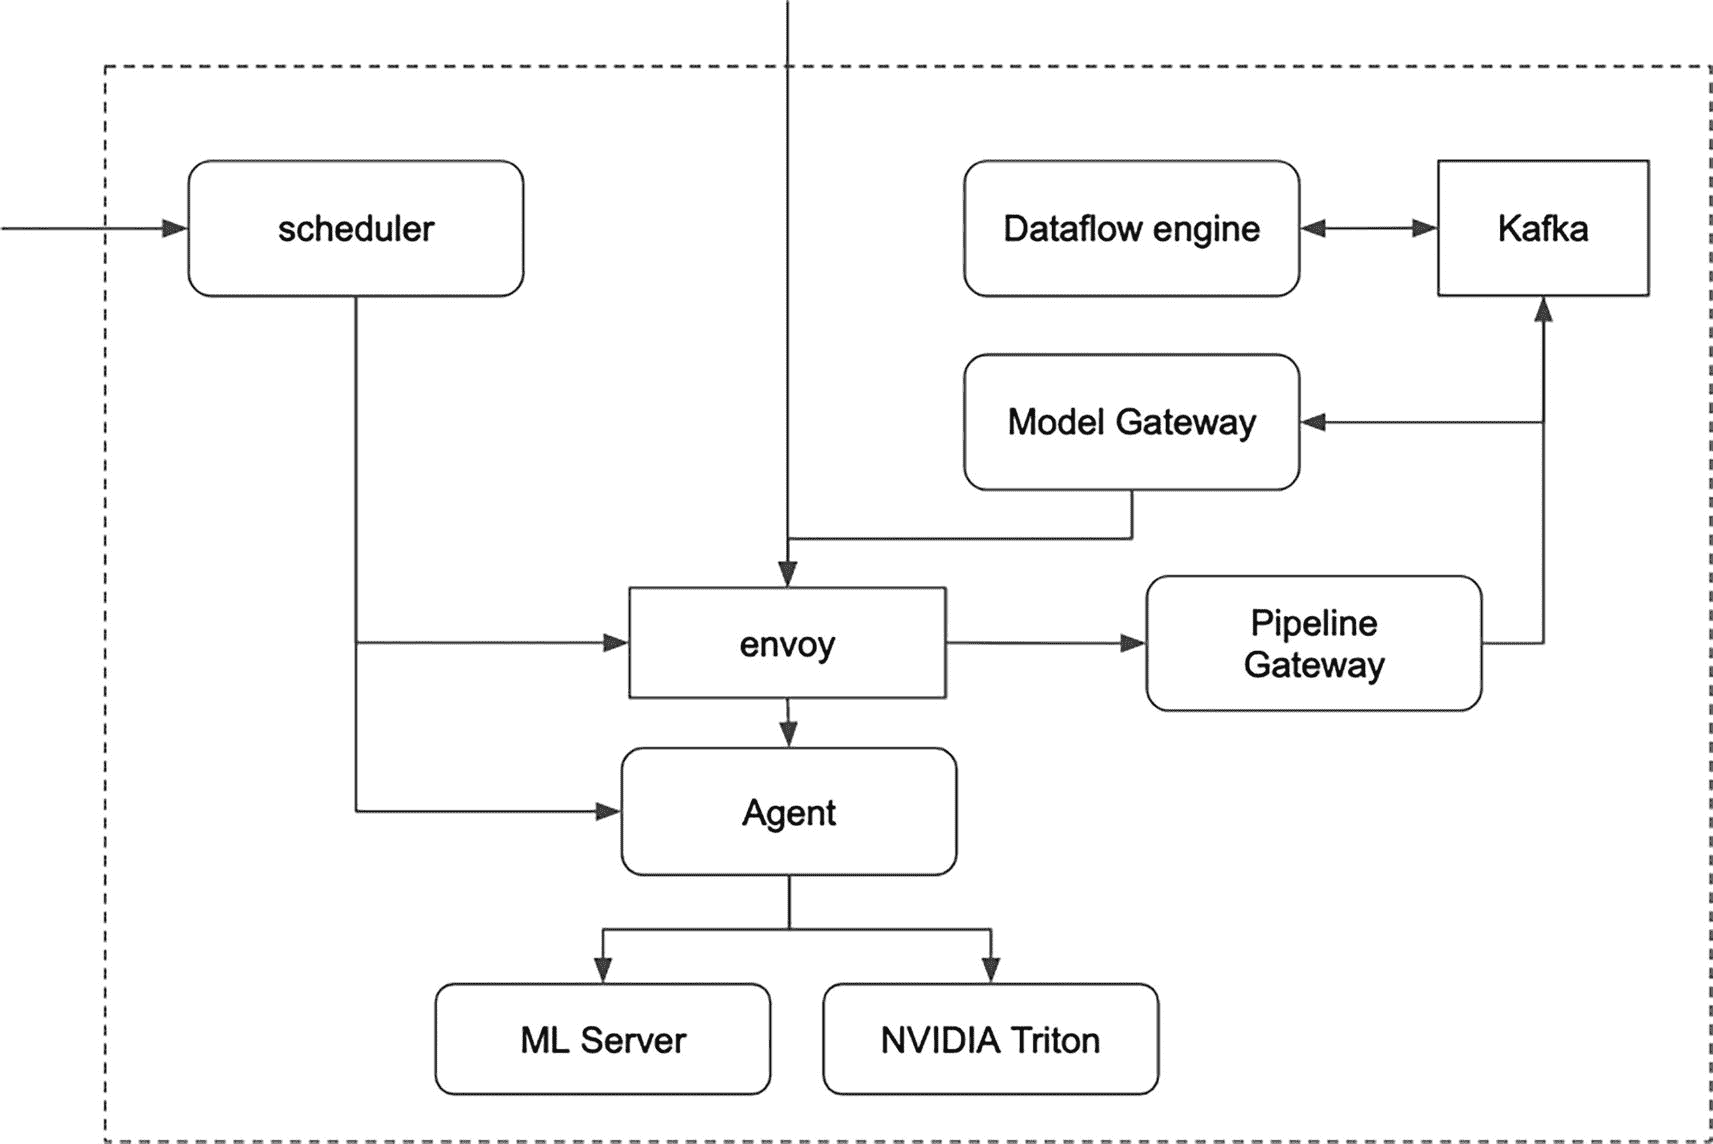 scheduler
Dataflow engine
Kafka
Model Gateway
envoy
Pipeline
Gateway
Agent
ML Server
NVIDIA Triton